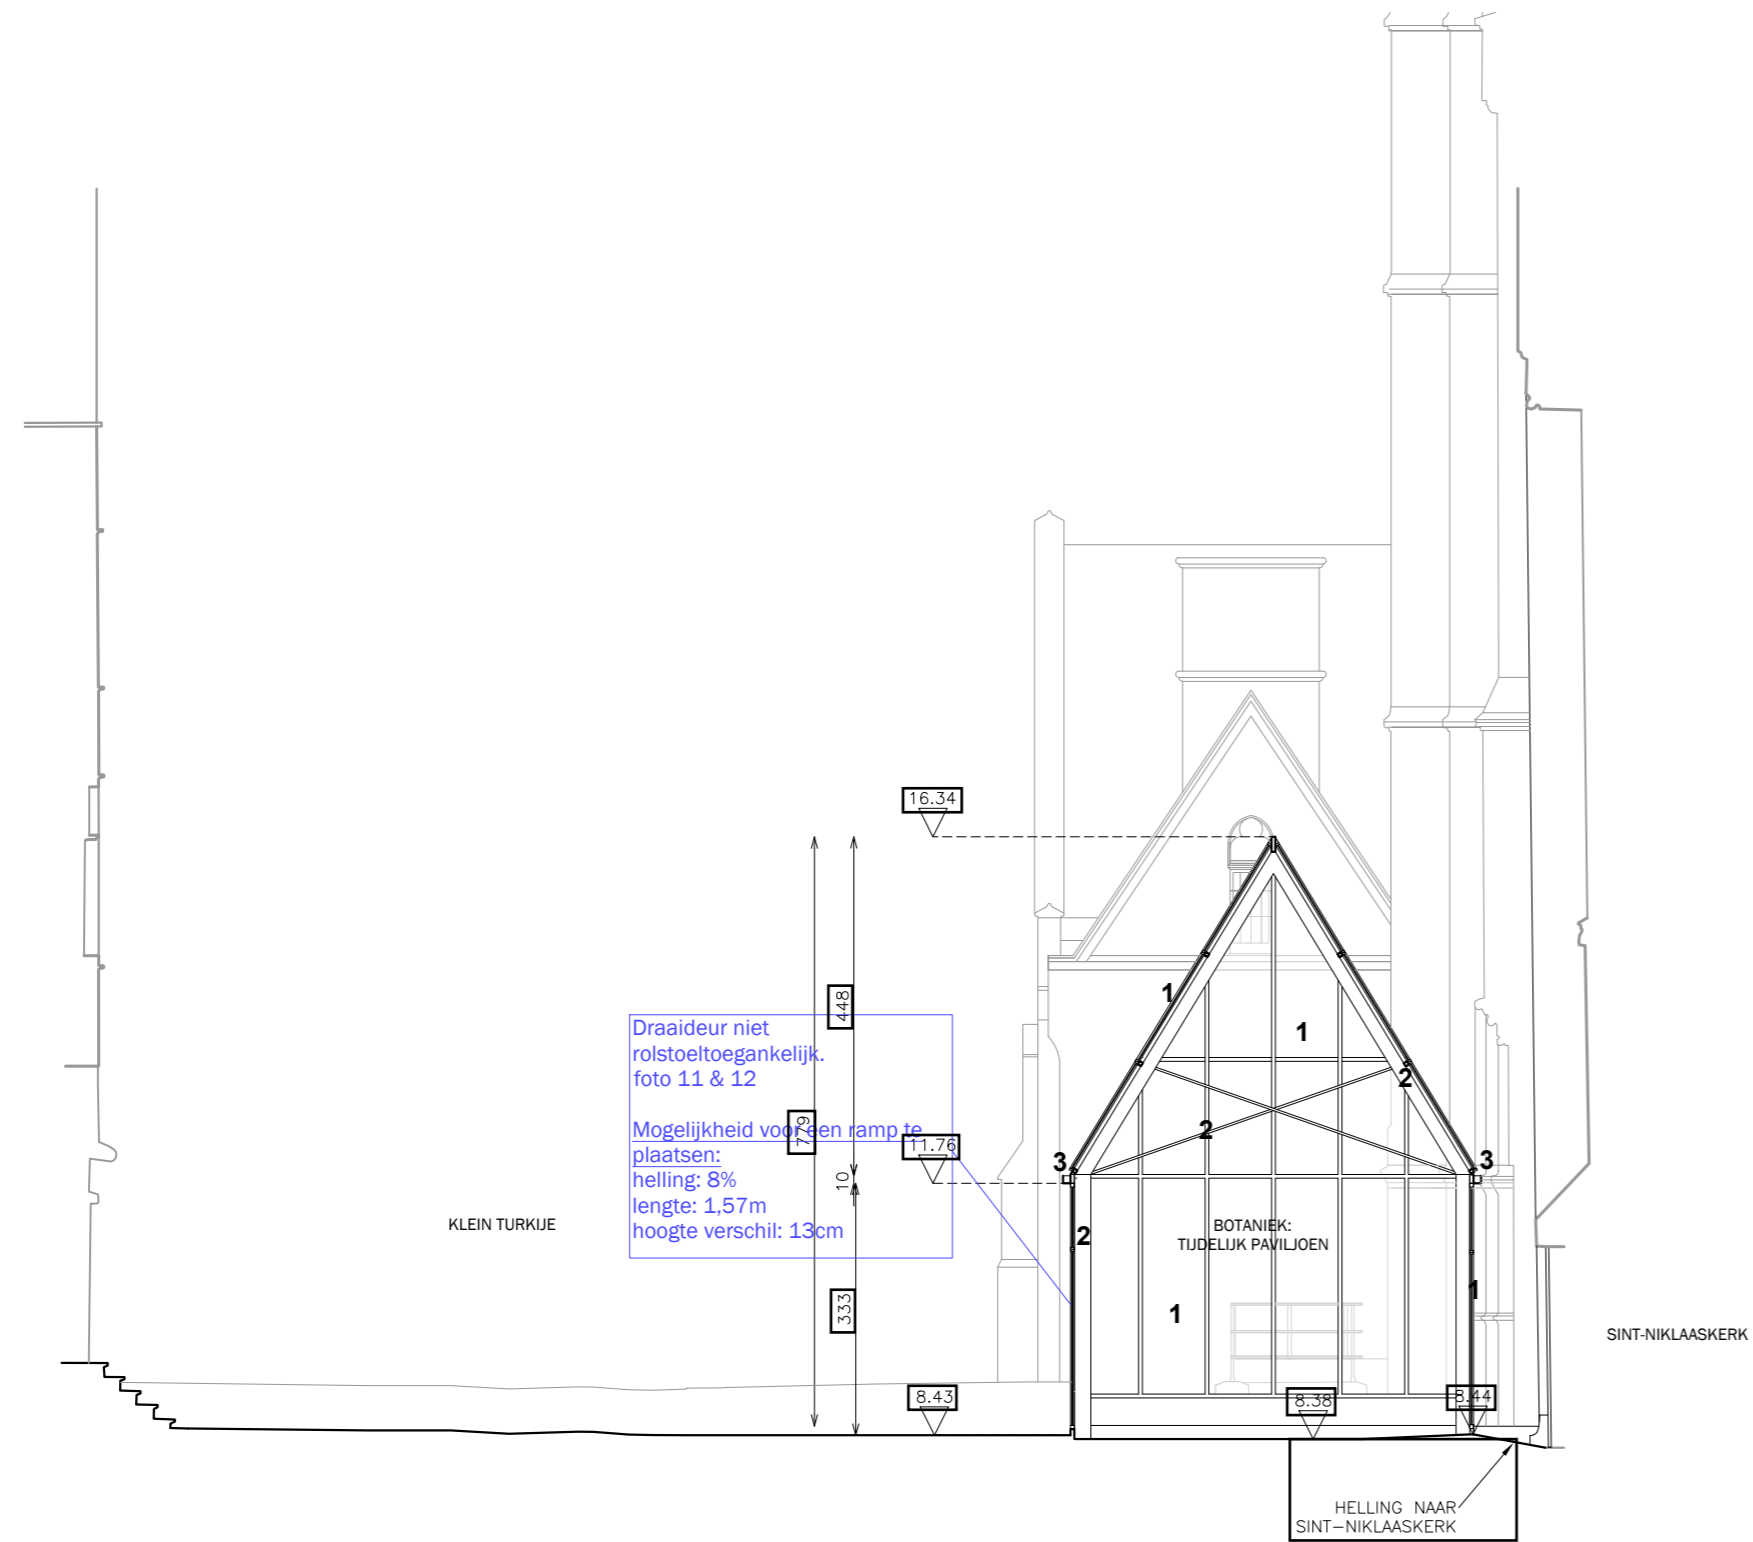 16.34
448
Draaideur niet
rolstoeltoegankelijk.
foto 11 & 12
Mogelijkheid voor een ramp te
plaatsen:
helling: 8%
lengte: 1,57m
hoogte verschil: 13cm
779
11.76
10
333
8.43
1
1
2
2
3
3
2
BOTANIEK:
TIJDELIJK PAVILJOEN
1
1
KLEIN TURKIJE
SINT-NIKLAASKERK
8.38
8.44
HELLING NAAR
SINT-NIKLAASKERK